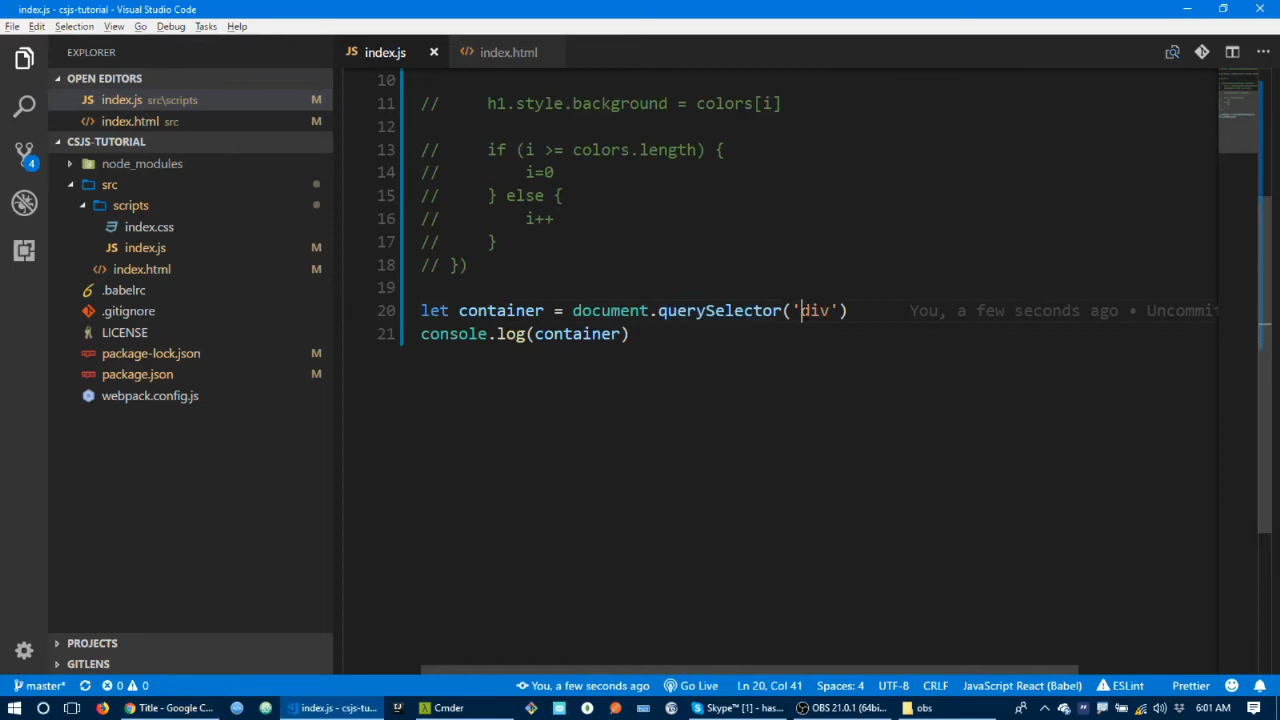 index.js - csjs-tutorial - Visual Studio Code
File Edit Selection View Go Debug Tasks Help
EXPLORER
JS index.js
index.html
OPEN EDITORS
JS index.js src\scripts M
index.html src M
CSJS-TUTORIAL
node_modules
src
scripts
index.css
JS index.js M
index.html M
.babelrc
.gitignore
LICENSE
package-lock.json M
package.json M
webpack.config.js
4
10
11 // h1.style.background = colors[i]
12
13 // if (i >= colors.length) {
14 // i=0
15 // } else {
16 // i++
17 // }
18 // })
19
20 let container = document.querySelector('div') You, a few seconds ago • Uncommit
21 console.log(container)
PROJECTS
GITLENS
master* 0 0 You, a few seconds ago Go Live Ln 20, Col 41 Spaces: 4 UTF-8 CRLF JavaScript React (Babel) ESLint Prettier
Title - Google C... index.js - csjs-tu... Cmder Skype™ [1] - has... OBS 21.0.1 (64bi... obs 6:01 AM